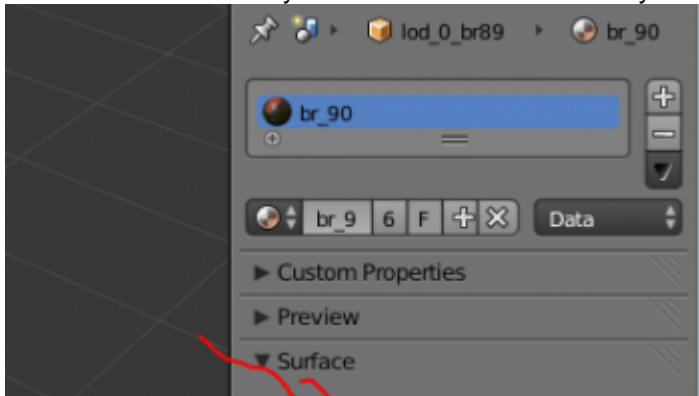 lod_0_br89 br_90
br_90
br_9 6 F Data
Custom Properties
Preview
Surface